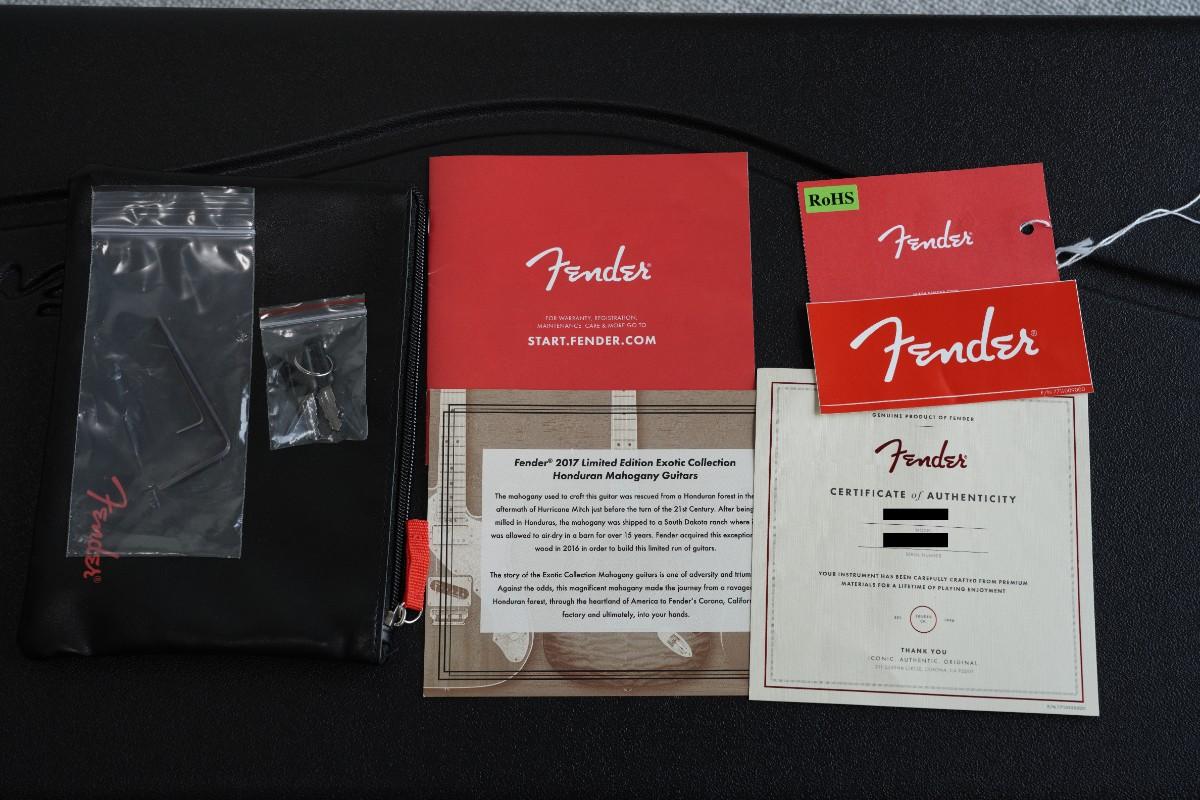 Fender®
Fender®
FOR WARRANTY, REGISTRATION,
MAINTENANCE, CARE & MORE GO TO
START.FENDER.COM
Fender® 2017 Limited Edition Exotic Collection
Honduran Mahogany Guitars
The mahogany used to craft this guitar was rescued from a Honduran forest in the
aftermath of Hurricane Mitch just before the turn of the 21st Century. After being
milled in Honduras, the mahogany was shipped to a South Dakota ranch where i
was allowed to air-dry in a barn for over 15 years. Fender acquired this exception
wood in 2016 in order to build this limited run of guitars.
The story of the Exotic Collection Mahogany guitars is one of adversity and trium
Against the odds, this magnificent mahogany made the journey from a ravage
Honduran forest, through the heartland of America to Fender's Corona, Californ
factory and ultimately, into your hands.
RoHS
Fender®
Fender®
GENUINE PRODUCT OF FENDER
Fender®
CERTIFICATE of AUTHENTICITY
MODEL
SERIAL NUMBER
YOUR INSTRUMENT HAS BEEN CAREFULLY CRAFTED FROM PREMIUM
MATERIALS FOR A LIFETIME OF PLAYING ENJOYMENT
THANK YOU
ICONIC. AUTHENTIC. ORIGINAL.